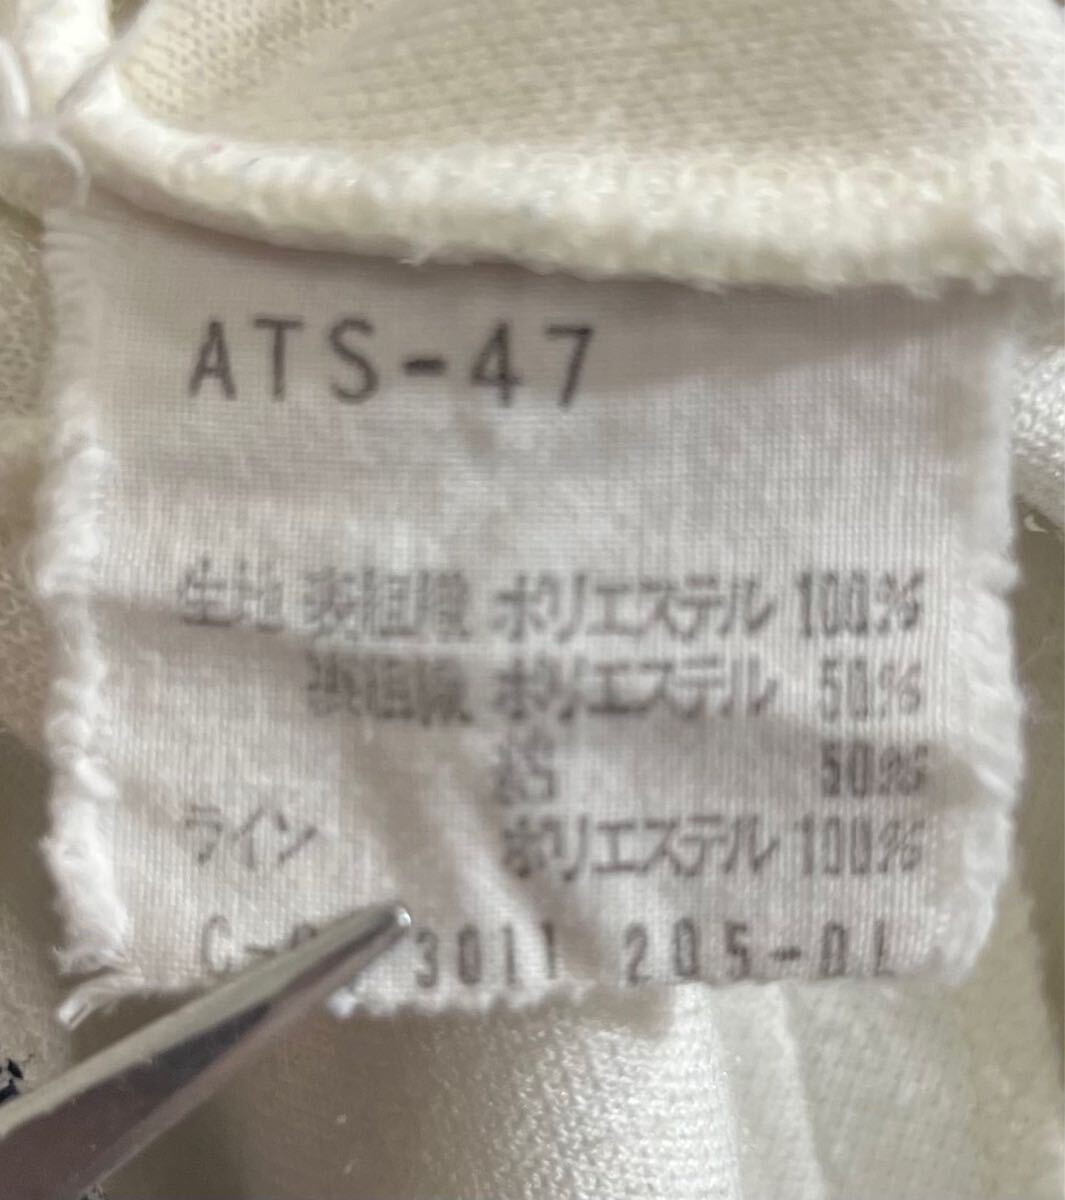 ATS-47
生地 表組織 ポリエステル 100%
裏組織 ポリエステル 50%
綿 50%
ライン ポリエステル 100%
3011 205-DL